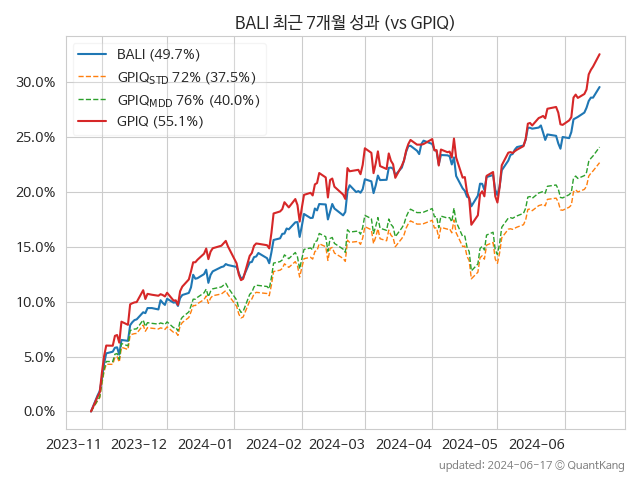 BALI 최근 7개월 성과 (vs GPIQ)
BALI (49.7%)
GPIQSTD 72% (37.5%)
GPIQMDD 76% (40.0%)
GPIQ (55.1%)
30.0%
25.0%
20.0%
15.0%
10.0%
5.0%
0.0%
2023-11 2023-12 2024-01 2024-02 2024-03 2024-04 2024-05 2024-06
updated: 2024-06-17 © QuantKang